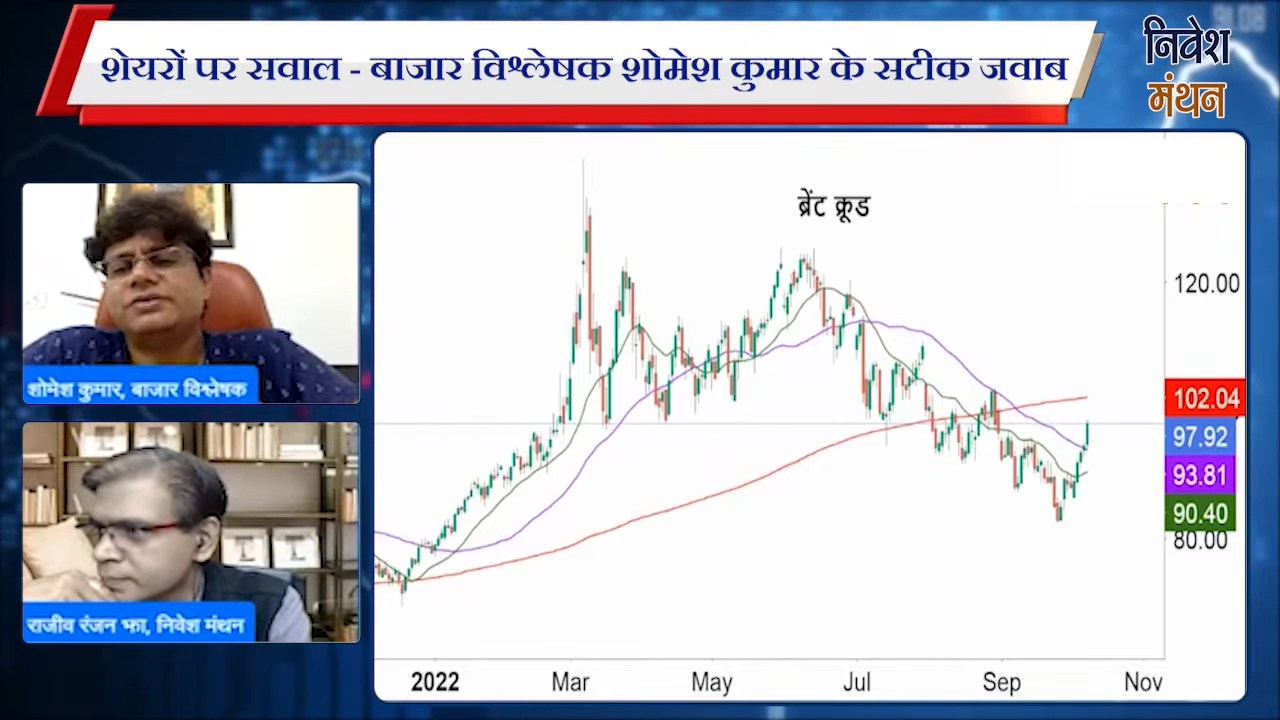 शेयरों पर सवाल - बाजार विश्लेषक शोमेश कुमार के सटीक जवाब
निवेश
मंथन
ब्रेंट क्रूड
शोमेश कुमार, बाजार विश्लेषक
राजीव रंजन झा, निवेश मंथन
120.00
102.04
97.92
93.81
90.40
80.00
2022 Mar May Jul Sep Nov